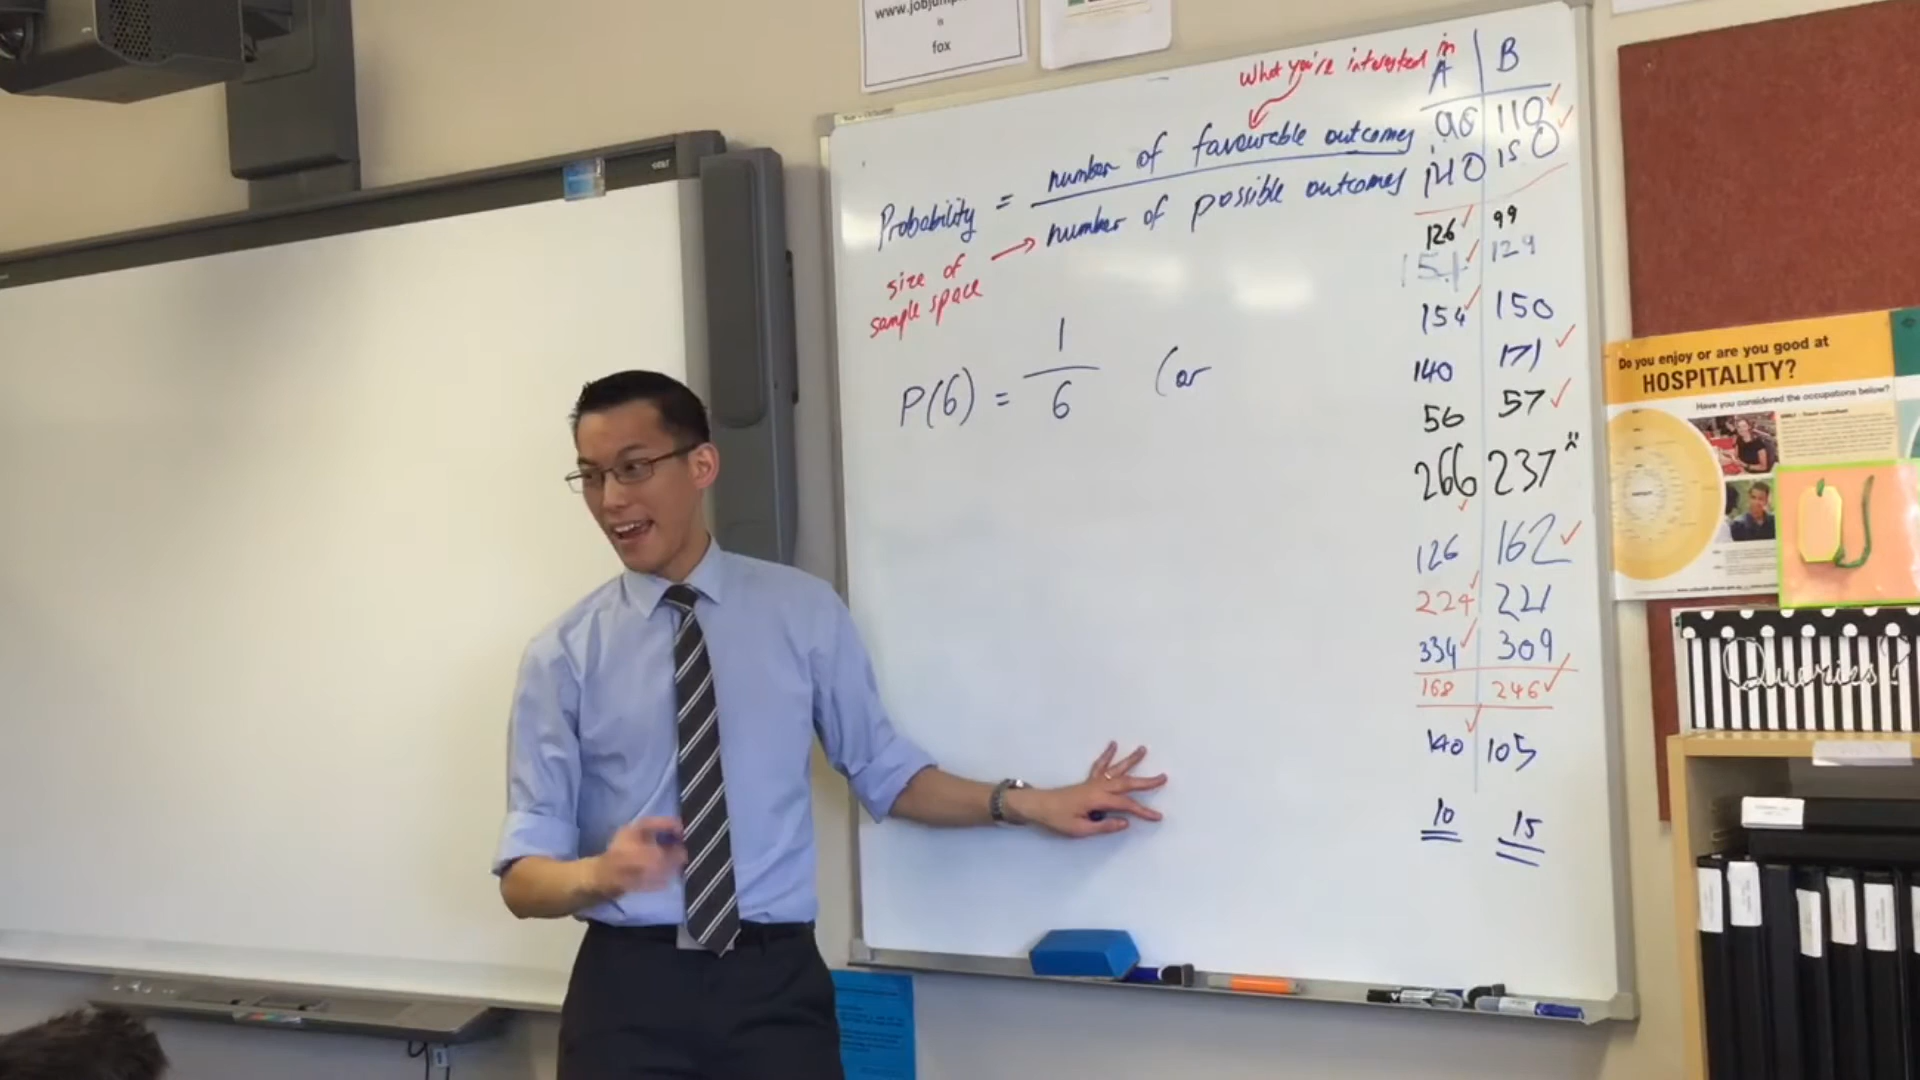 is
fox
What you're interested in
Probability = number of favourable outcomes
number of possible outcomes
size of
sample space
P(6) = 1/6 (or
A B
96 110
140 150
126 99
154 129
154 150
140 171
56 57
266 237
126 162
224 221
334 309
168 246
140 105
10 15
Do you enjoy or are you good at
HOSPITALITY?
Have you considered the occupations below?
Queries?